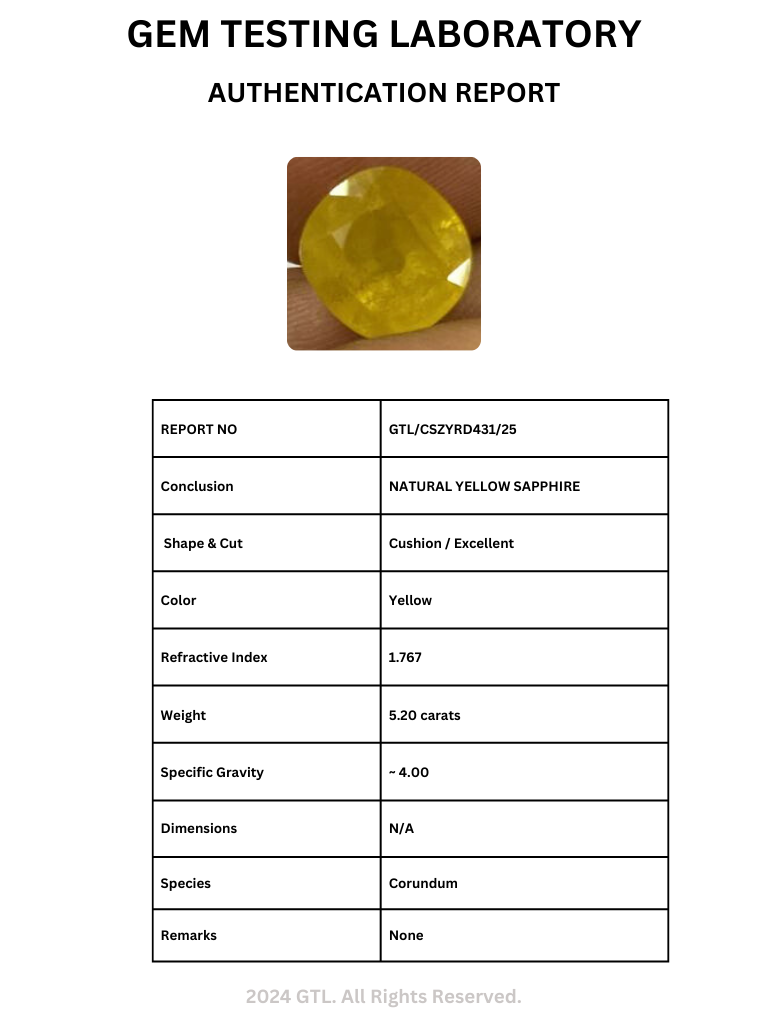 GEM TESTING LABORATORY
AUTHENTICATION REPORT
REPORT NO GTL/CSZYRD431/25
Conclusion NATURAL YELLOW SAPPHIRE
Shape & Cut Cushion / Excellent
Color Yellow
Refractive Index 1.767
Weight 5.20 carats
Specific Gravity ~ 4.00
Dimensions N/A
Species Corundum
Remarks None
2024 GTL. All Rights Reserved.